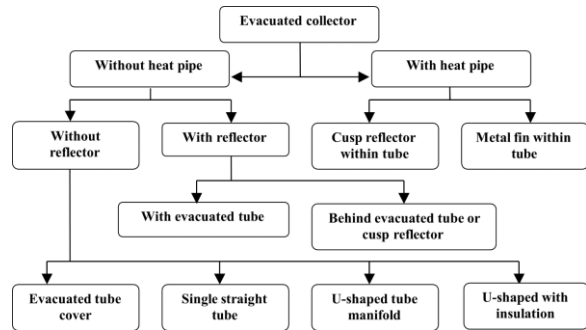 Evacuated collector
Without heat pipe
With heat pipe
Without
reflector
With reflector
Cusp reflector
within tube
Metal fin within
tube
With evacuated tube
Behind evacuated tube or
cusp reflector
Evacuated tube
cover
Single straight
tube
U-shaped tube
manifold
U-shaped with
insulation